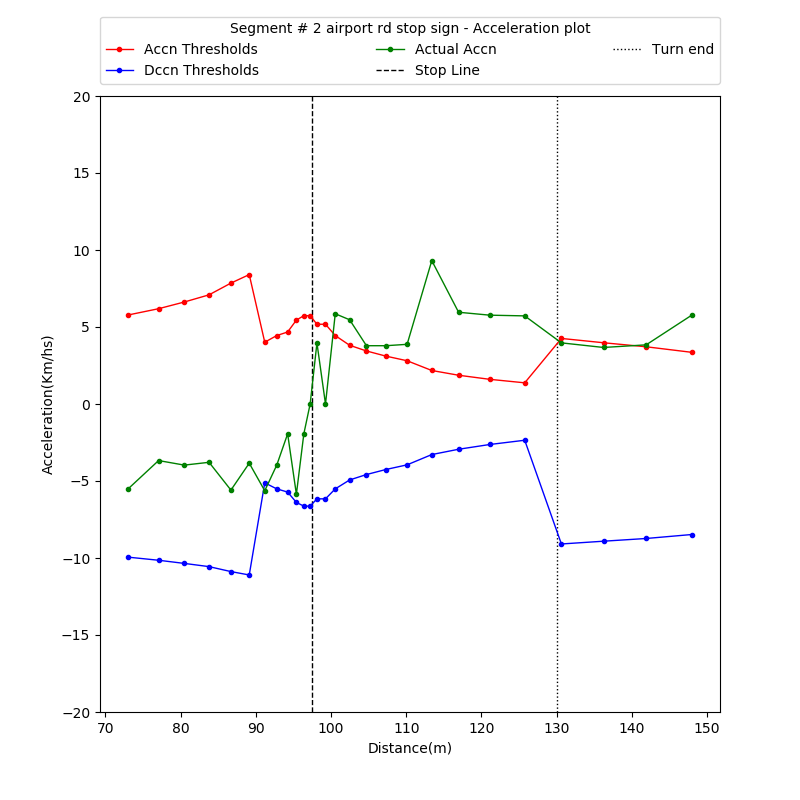 Segment # 2 airport rd stop sign - Acceleration plot
Accn Thresholds Actual Accn Turn end
Dccn Thresholds Stop Line
20
15
10
5
0
−5
−10
−15
−20
Acceleration(Km/hs)
70 80 90 100 110 120 130 140 150
Distance(m)